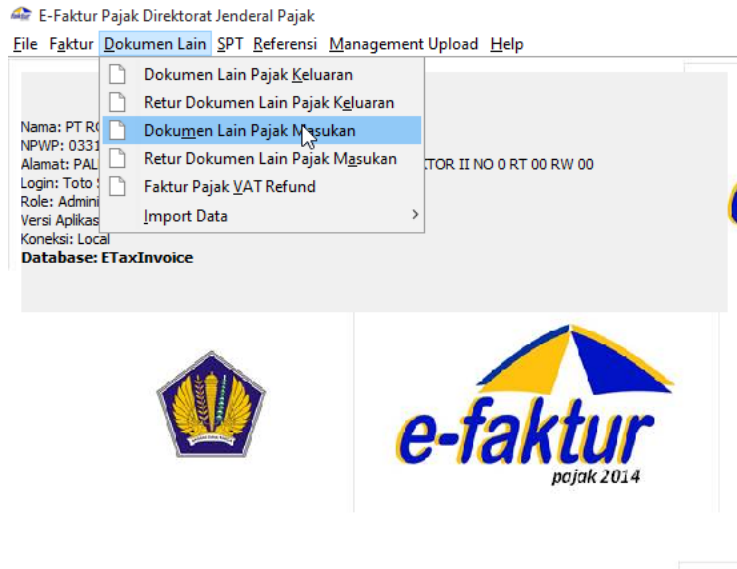 E-Faktur Pajak Direktorat Jenderal Pajak
File Faktur Dokumen Lain SPT Referensi Management Upload Help
Dokumen Lain Pajak Keluaran
Retur Dokumen Lain Pajak Keluaran
Dokumen Lain Pajak Masukan
Retur Dokumen Lain Pajak Masukan
Faktur Pajak VAT Refund
Import Data
Nama: PT
NPWP: 0331
Alamat: PAL TOR II NO 0 RT 00 RW 00
Login: Toto
Role: Admini
Versi Aplikas
Koneksi: Local
Database: ETaxInvoice
e-faktur
pajak 2014